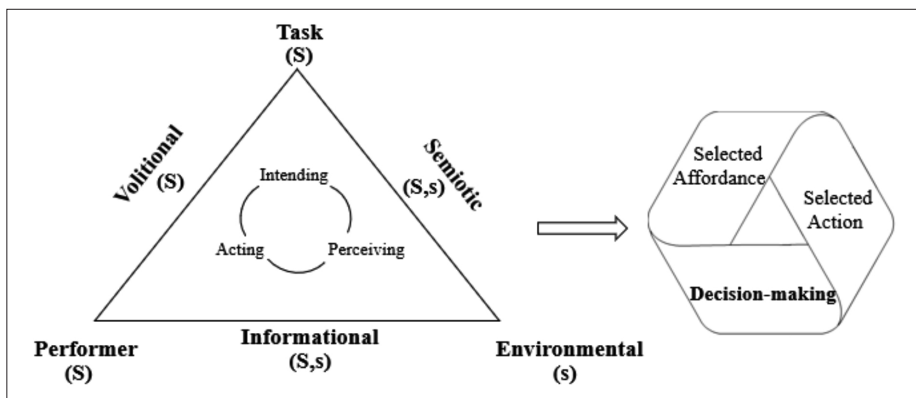 Task
(S)
Volitional
(S)
Semiotic
(S,s)
Intending
Acting
Perceiving
Informational
(S,s)
Performer
(S)
Environmental
(s)
Selected
Affordance
Selected
Action
Decision-making